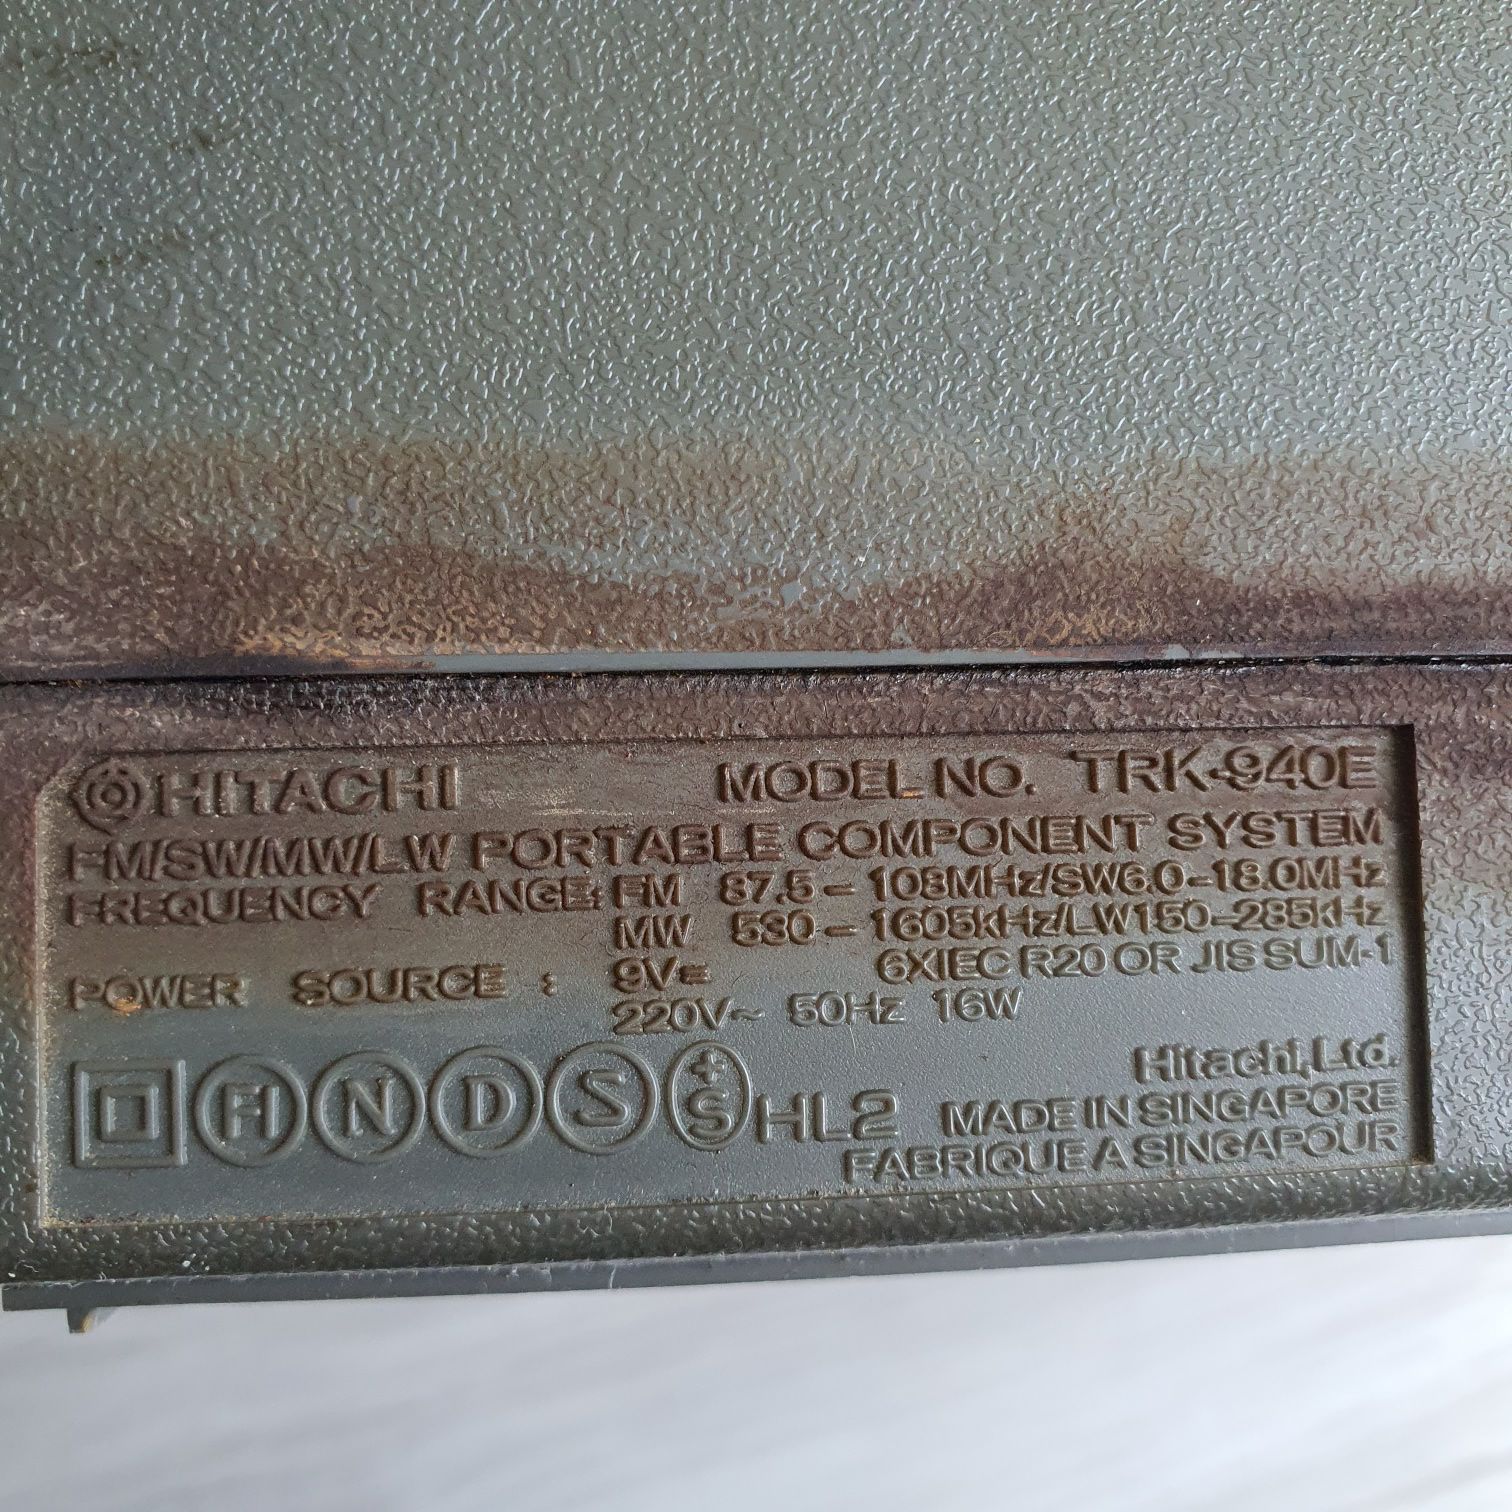 HITACHI MODEL NO. TRK-940E
FM/SW/MW/LW PORTABLE COMPONENT SYSTEM
FREQUENCY RANGE: FM 87.5 - 108MHz/SW6.0-18.0MHz
MW 530 - 1605kHz/LW150-285kHz
POWER SOURCE : 9V⎓ 6XIEC R20 OR JIS SUM-1
220V~ 50Hz 16W
FI N D S +S HL2
Hitachi, Ltd.
MADE IN SINGAPORE
FABRIQUE A SINGAPOUR